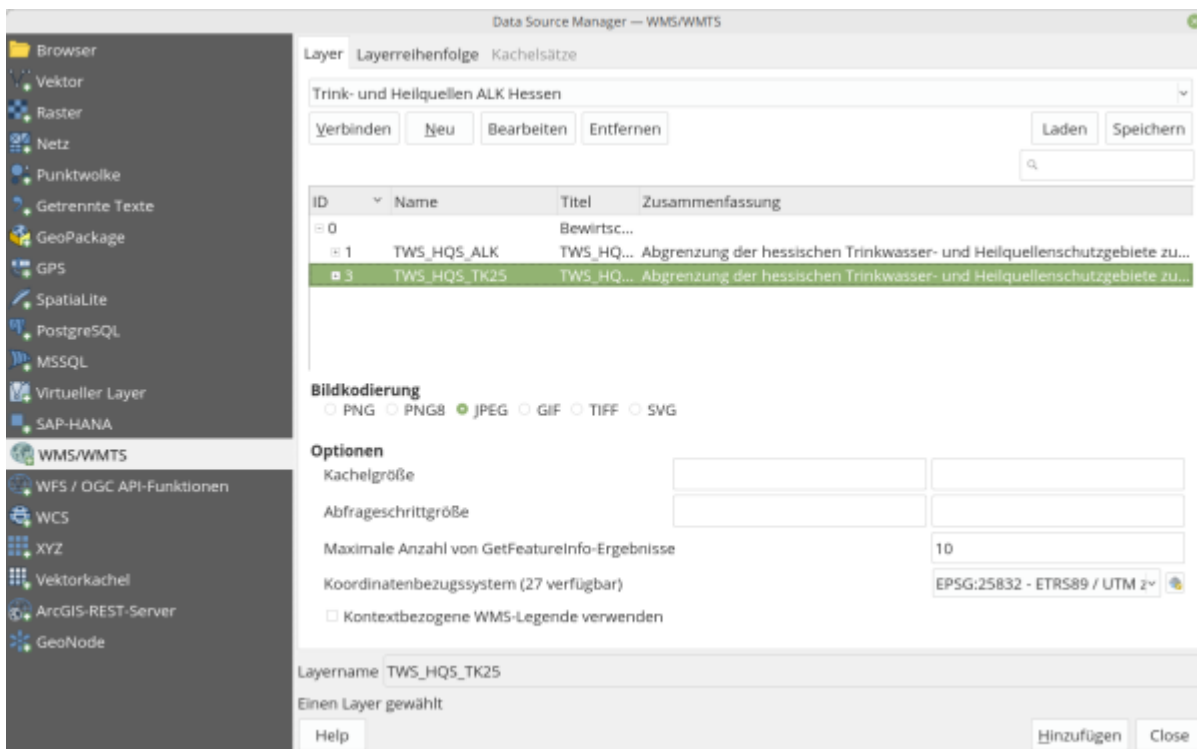 Data Source Manager — WMS/WMTS
Browser
Vektor
Raster
Netz
Punktwolke
Getrennte Texte
GeoPackage
GPS
SpatiaLite
PostgreSQL
MSSQL
Virtueller Layer
SAP-HANA
WMS/WMTS
WFS / OGC API-Funktionen
WCS
XYZ
Vektorkachel
ArcGIS-REST-Server
GeoNode
Layer Layerreihenfolge Kachelsätze
Trink- und Heilquellen ALK Hessen
Verbinden Neu Bearbeiten Entfernen Laden Speichern
ID Name Titel Zusammenfassung
0 Bewirtsc...
1 TWS_HQS_ALK TWS_HQ... Abgrenzung der hessischen Trinkwasser- und Heilquellenschutzgebiete zu...
3 TWS_HQS_TK25 TWS_HQ... Abgrenzung der hessischen Trinkwasser- und Heilquellenschutzgebiete zu...
Bildkodierung
PNG PNG8 JPEG GIF TIFF SVG
Optionen
Kachelgröße
Abfrageschrittgröße
Maximale Anzahl von GetFeatureInfo-Ergebnisse 10
Koordinatenbezugssystem (27 verfügbar) EPSG:25832 - ETRS89 / UTM z
Kontextbezogene WMS-Legende verwenden
Layername TWS_HQS_TK25
Einen Layer gewählt
Help Hinzufügen Close